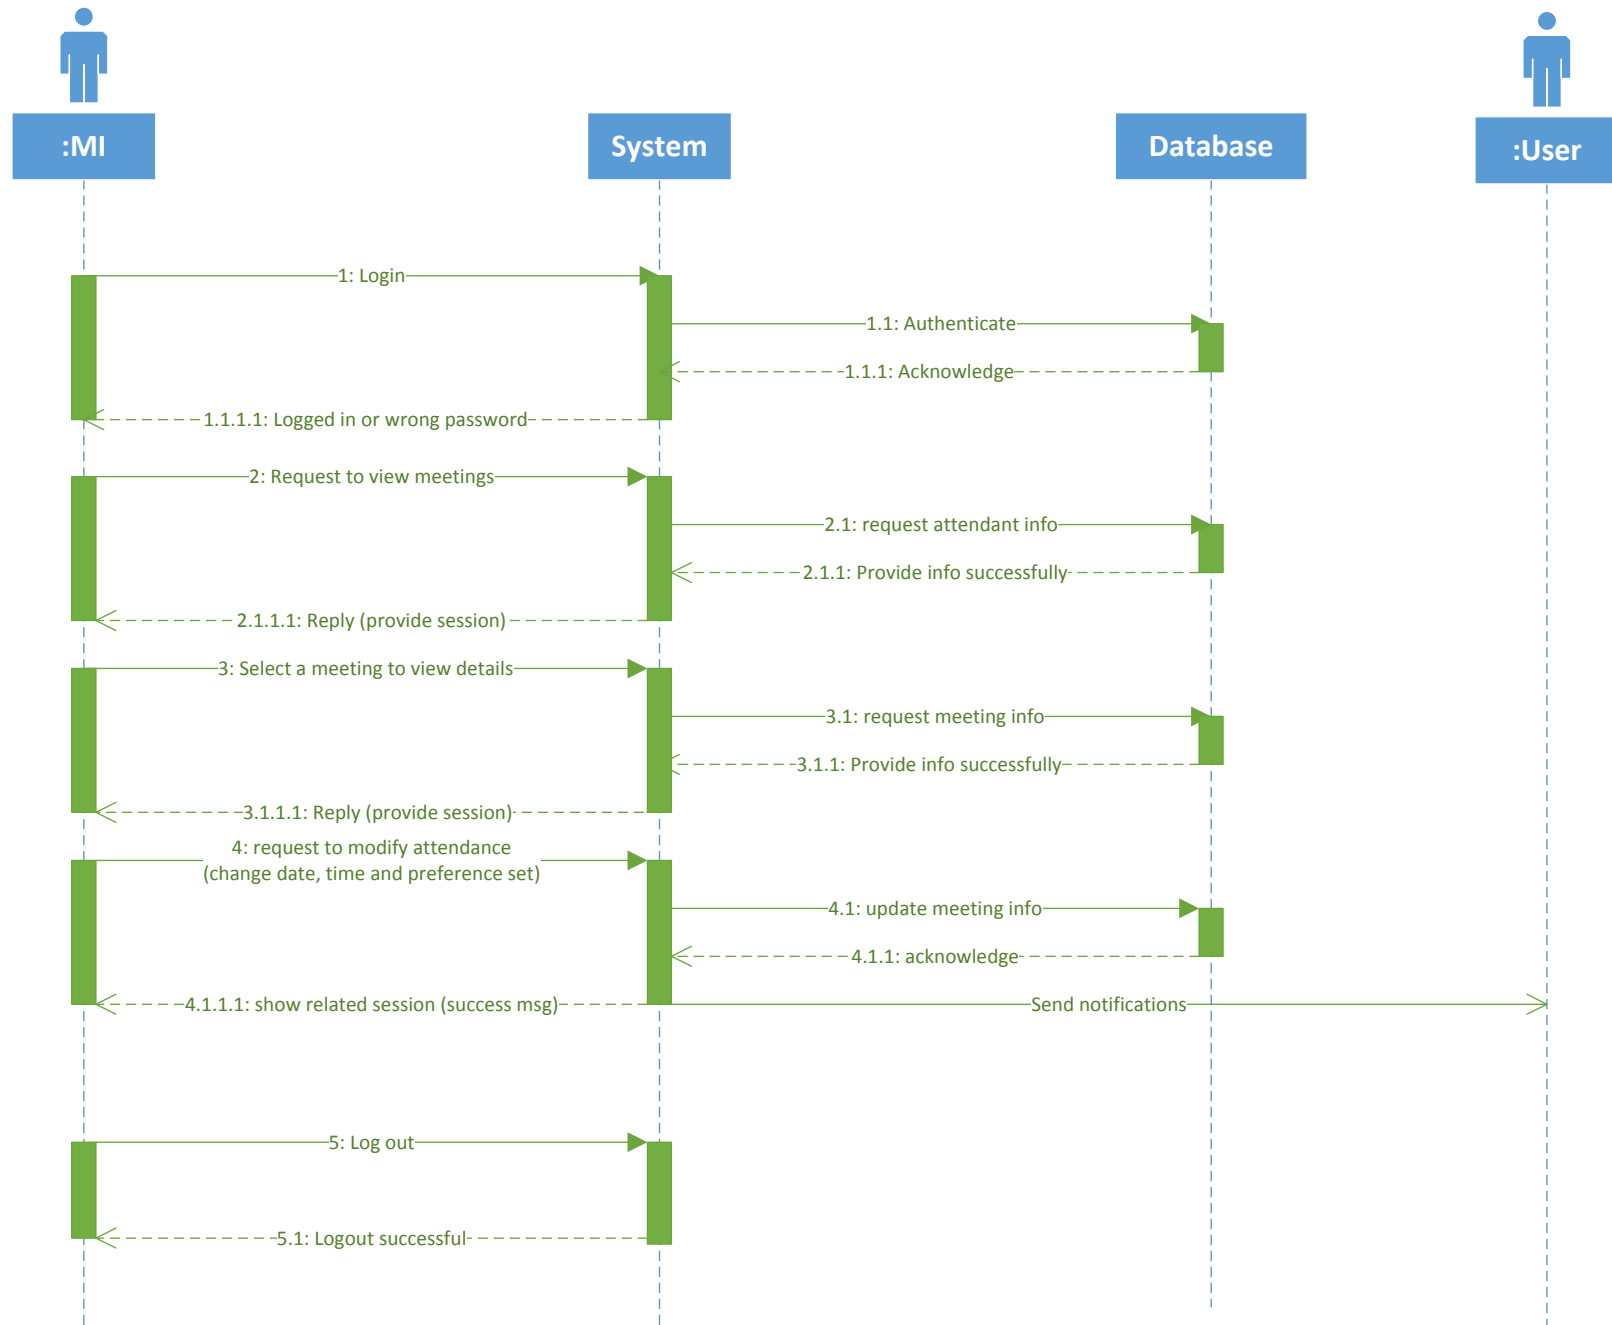 :MI
System
Database
:User
1: Login
1.1: Authenticate
1.1.1: Acknowledge
1.1.1.1: Logged in or wrong password
2: Request to view meetings
2.1: request attendant info
2.1.1: Provide info successfully
2.1.1.1: Reply (provide session)
3: Select a meeting to view details
3.1: request meeting info
3.1.1: Provide info successfully
3.1.1.1: Reply (provide session)
4: request to modify attendance
(change date, time and preference set)
4.1: update meeting info
4.1.1: acknowledge
4.1.1.1: show related session (success msg)
Send notifications
5: Log out
5.1: Logout successful